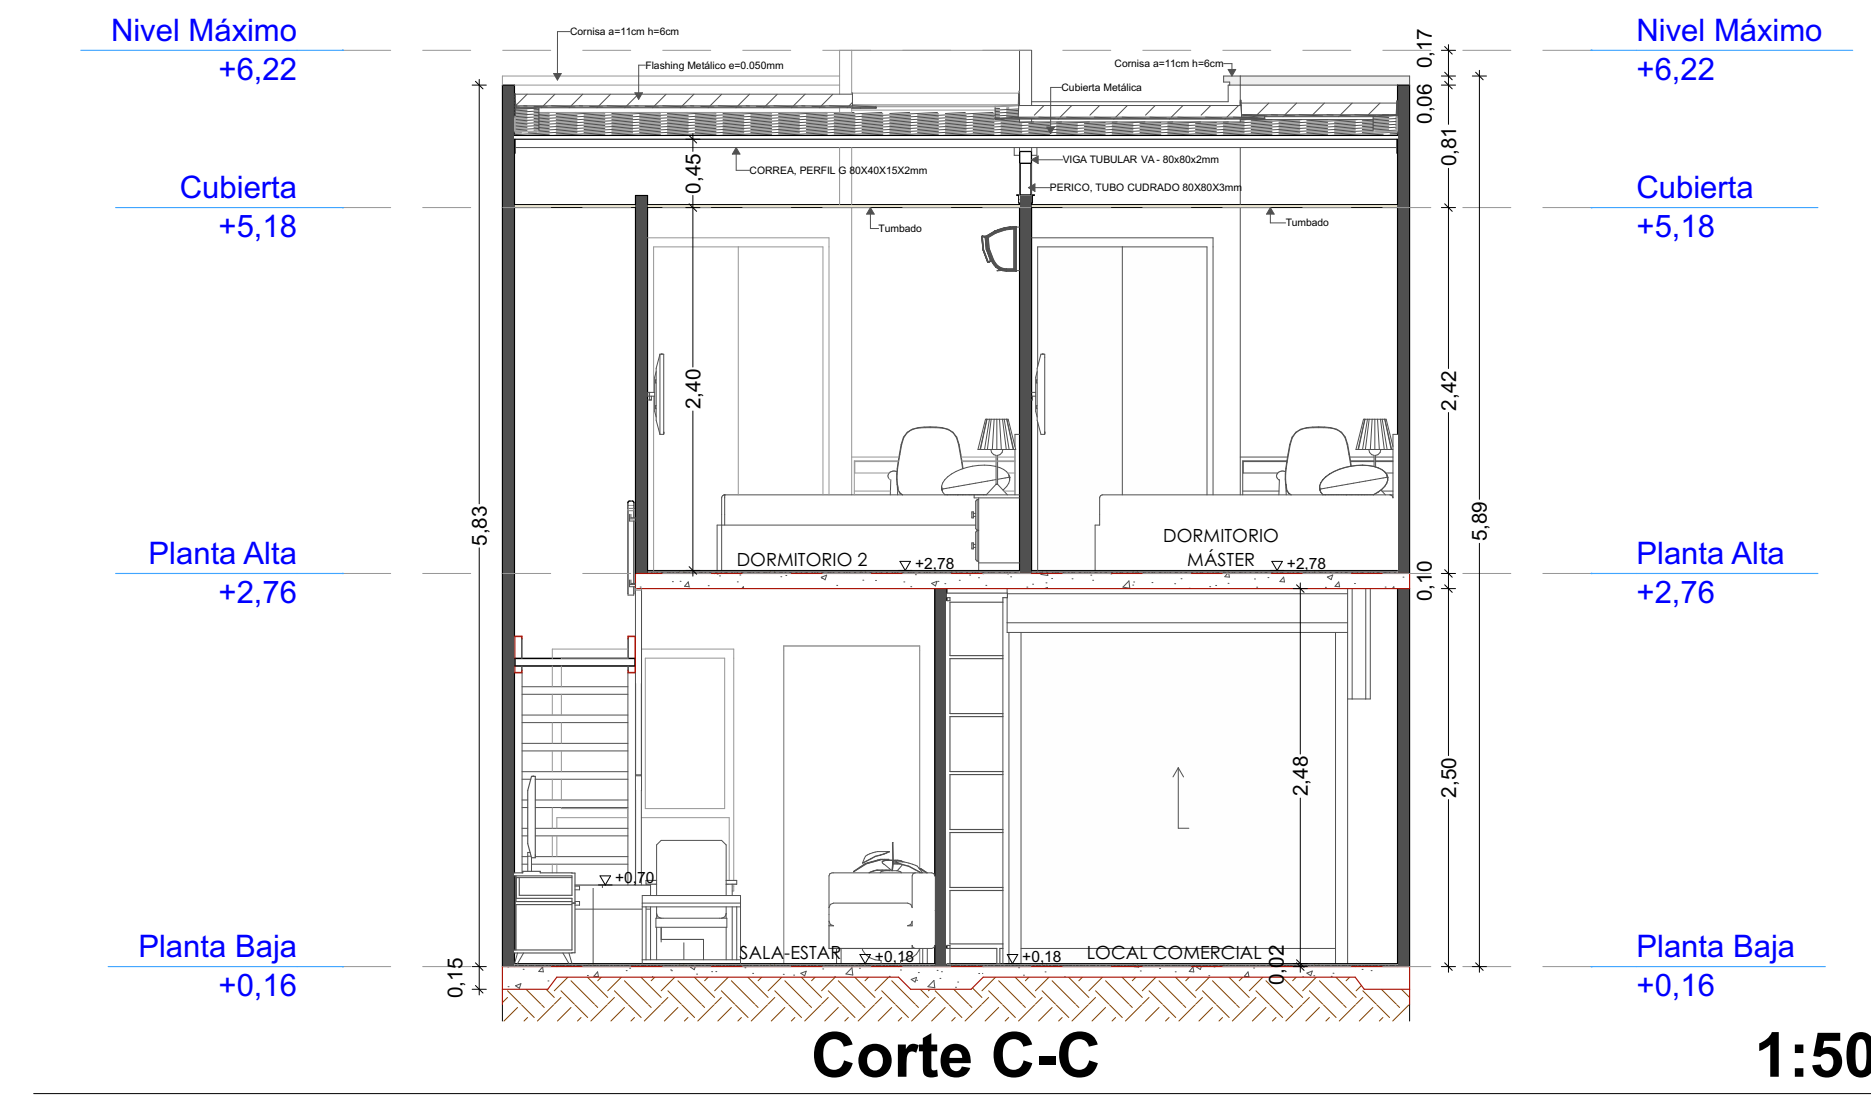 Nivel Máximo
+6,22
Cornisa a=11cm h=6cm
Flashing Metálico e=0.050mm
Cornisa a=11cm h=6cm
Cubierta Metálica
0,17
Nivel Máximo
+6,22
0,06
0,81
0,45
CORREA, PERFIL G 80X40X15X2mm
VIGA TUBULAR VA - 80x80x2mm
PERICO, TUBO CUDRADO 80X80X3mm
Cubierta
+5,18
Tumbado
Tumbado
Cubierta
+5,18
2,40
2,42
5,83
5,89
Planta Alta
+2,76
DORMITORIO 2
+2,78
DORMITORIO
MÁSTER
+2,78
0,10
Planta Alta
+2,76
2,48
2,50
+0,70
Planta Baja
+0,16
0,15
SALA-ESTAR
+0,18
+0,18
LOCAL COMERCIAL
0,02
Planta Baja
+0,16
Corte C-C
1:50